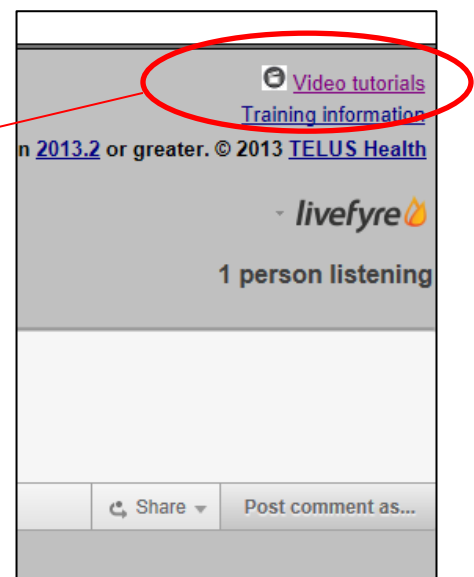 Video tutorials
Training information
n 2013.2 or greater. © 2013 TELUS Health
livefyre
1 person listening
Share
Post comment as...